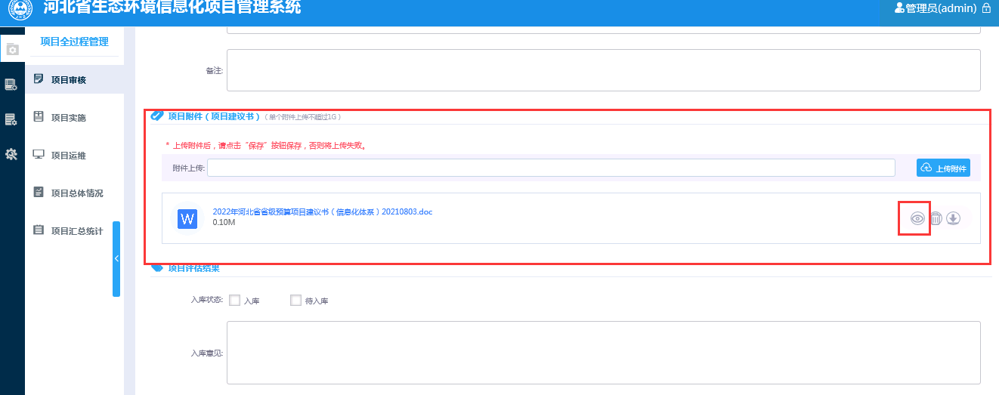 河北省生态环境信息化项目管理系统
管理员(admin)
项目全过程管理
项目审核
项目实施
项目运维
项目总体情况
项目汇总统计
备注:
项目附件（项目建议书）（单个附件上传不超过1G）
* 上传附件后，请点击“保存”按钮保存，否则将上传失败。
附件上传:
上传附件
W
2022年河北省省级预算项目建议书（信息化体系）20210803.doc
0.10M
项目评估结果
入库状态:
入库
待入库
入库意见: